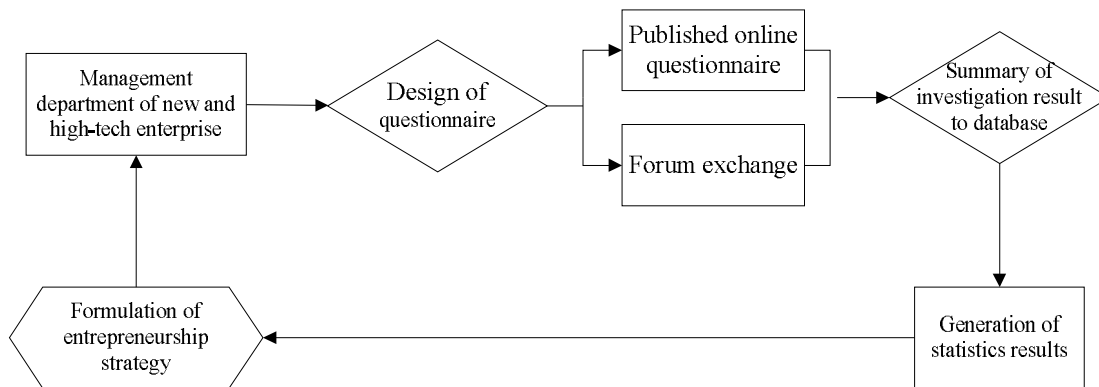 Management
department of new and
high-tech enterprise
Design of
questionnaire
Published online
questionnaire
Forum exchange
Summary of
investigation result
to database
Generation of
statistics results
Formulation of
entrepreneurship
strategy